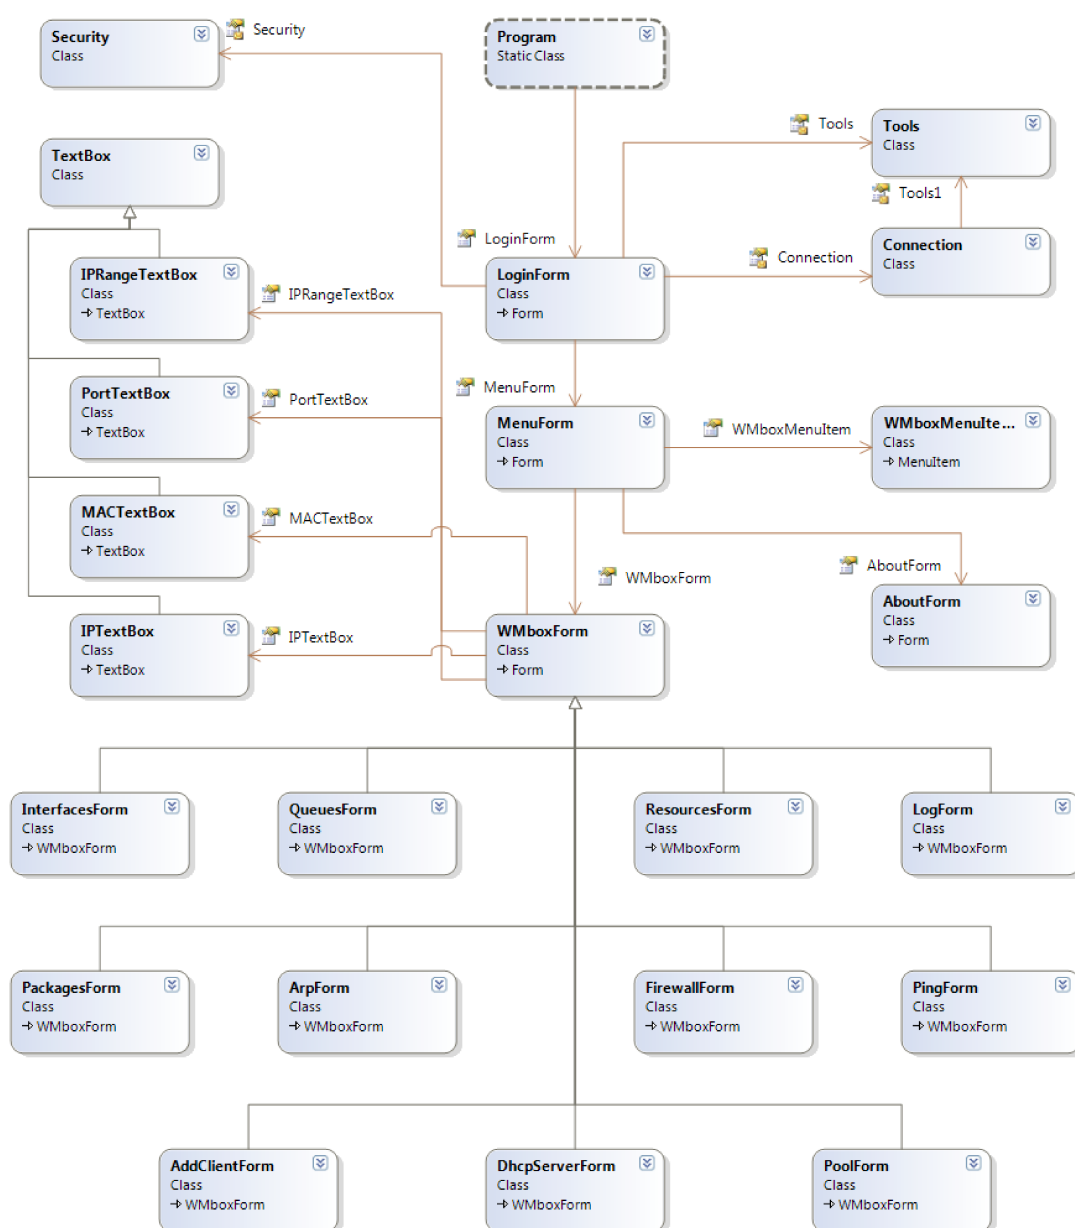 Security
Class
Security
Program
Static Class
TextBox
Class
Tools
Tools
Class
Tools1
LoginForm
Connection
Connection
Class
IPRangeTextBox
Class
TextBox
IPRangeTextBox
LoginForm
Class
Form
PortTextBox
Class
TextBox
PortTextBox
MenuForm
MenuForm
Class
Form
WMboxMenuItem
WMboxMenuIte...
Class
MenuItem
MACTextBox
Class
TextBox
MACTextBox
WMboxForm
AboutForm
AboutForm
Class
Form
IPTextBox
Class
TextBox
IPTextBox
WMboxForm
Class
Form
InterfacesForm
Class
WMboxForm
QueuesForm
Class
WMboxForm
ResourcesForm
Class
WMboxForm
LogForm
Class
WMboxForm
PackagesForm
Class
WMboxForm
ArpForm
Class
WMboxForm
FirewallForm
Class
WMboxForm
PingForm
Class
WMboxForm
AddClientForm
Class
WMboxForm
DhcpServerForm
Class
WMboxForm
PoolForm
Class
WMboxForm